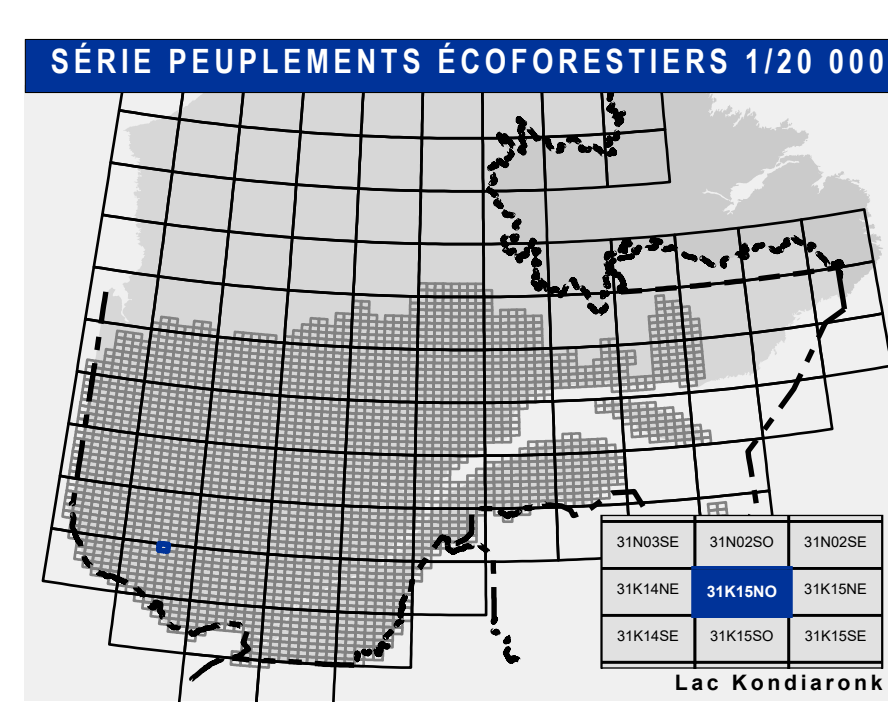 SÉRIE PEUPLEMENTS ÉCOFORESTIERS 1/20 000
31N03SE 31N02SO 31N02SE
31K14NE 31K15NO 31K15NE
31K14SE 31K15SO 31K15SE
Lac Kondiaronk